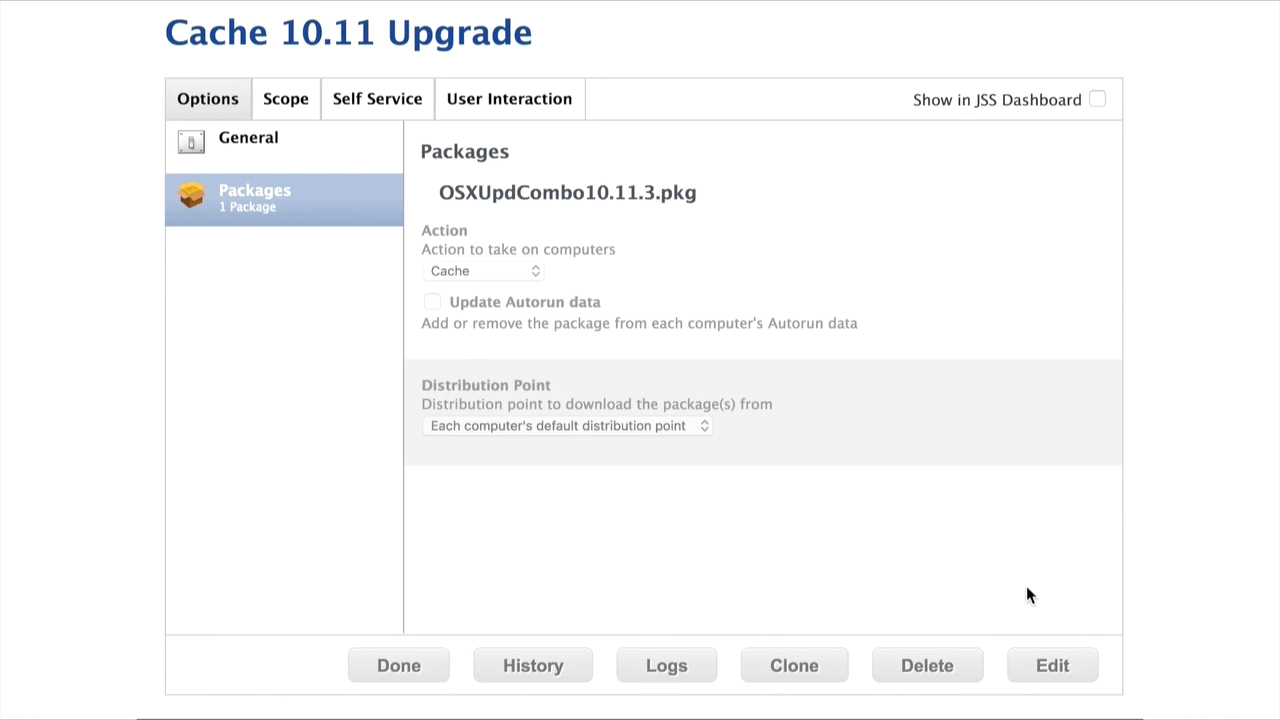 Cache 10.11 Upgrade
Options
Scope
Self Service
User Interaction
Show in JSS Dashboard
General
Packages
1 Package
Packages
OSXUpdCombo10.11.3.pkg
Action
Action to take on computers
Cache
Update Autorun data
Add or remove the package from each computer's Autorun data
Distribution Point
Distribution point to download the package(s) from
Each computer's default distribution point
Done
History
Logs
Clone
Delete
Edit